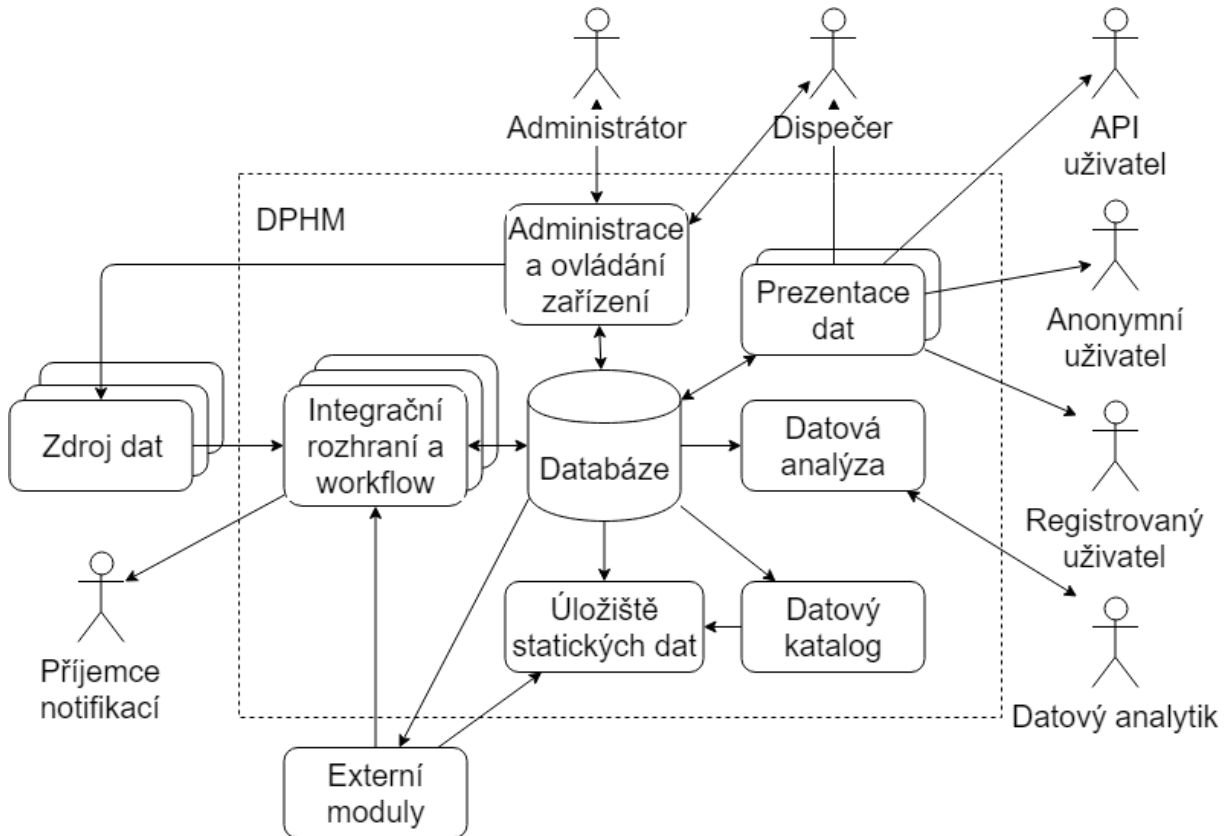 Administrátor
Dispečer
API
uživatel
DPHM
Administrace
a ovládání
zařízení
Prezentace
dat
Anonymní
uživatel
Zdroj dat
Integrační
rozhraní a
workflow
Databáze
Datová
analýza
Registrovaný
uživatel
Příjemce
notifikací
Úložiště
statických dat
Datový
katalog
Datový analytik
Externí
moduly